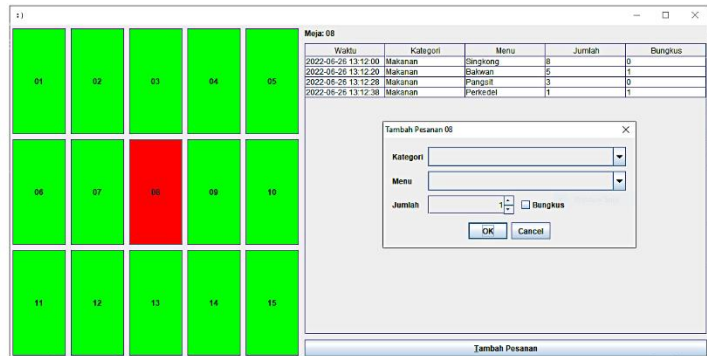 :)
Meja: 08
Waktu Kategori Menu Jumlah Bungkus
2022-06-26 13:12:00 Makanan Singkong 8 0
2022-06-26 13:12:20 Makanan Bakwan 5 1
2022-06-26 13:12:28 Makanan Pangsit 3 0
2022-06-26 13:12:38 Makanan Perkedel 1 1
01 02 03 04 05
06 07 08 09 10
11 12 13 14 15
Tambah Pesanan 08
Kategori
Menu
Jumlah 1 Bungkus
OK Cancel
Tambah Pesanan